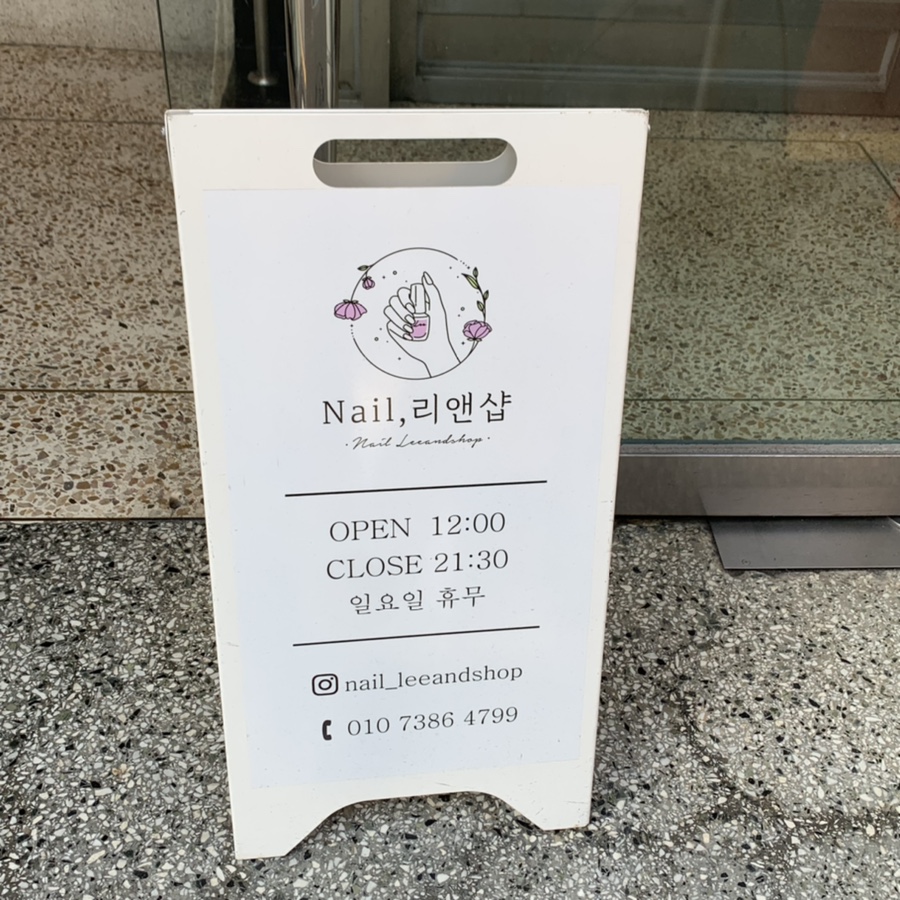 Nail,리앤샵
·Nail Leeandshop·
OPEN 12:00
CLOSE 21:30
일요일 휴무
nail_leeandshop
010 7386 4799